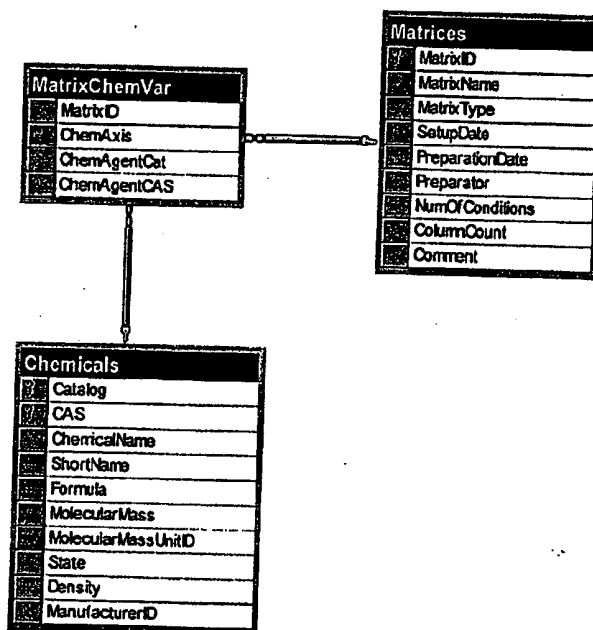 Matrices
MatrixID
MatrixName
MatrixType
SetupDate
PreparationDate
Preparator
NumOfConditions
ColumnCount
Comment
MatrixChemVar
MatrixID
ChemAxis
ChemAgentCat
ChemAgentCAS
Chemicals
Catalog
CAS
ChemicalName
ShortName
Formula
MolecularMass
MolecularMassUnitID
State
Density
ManufacturerID